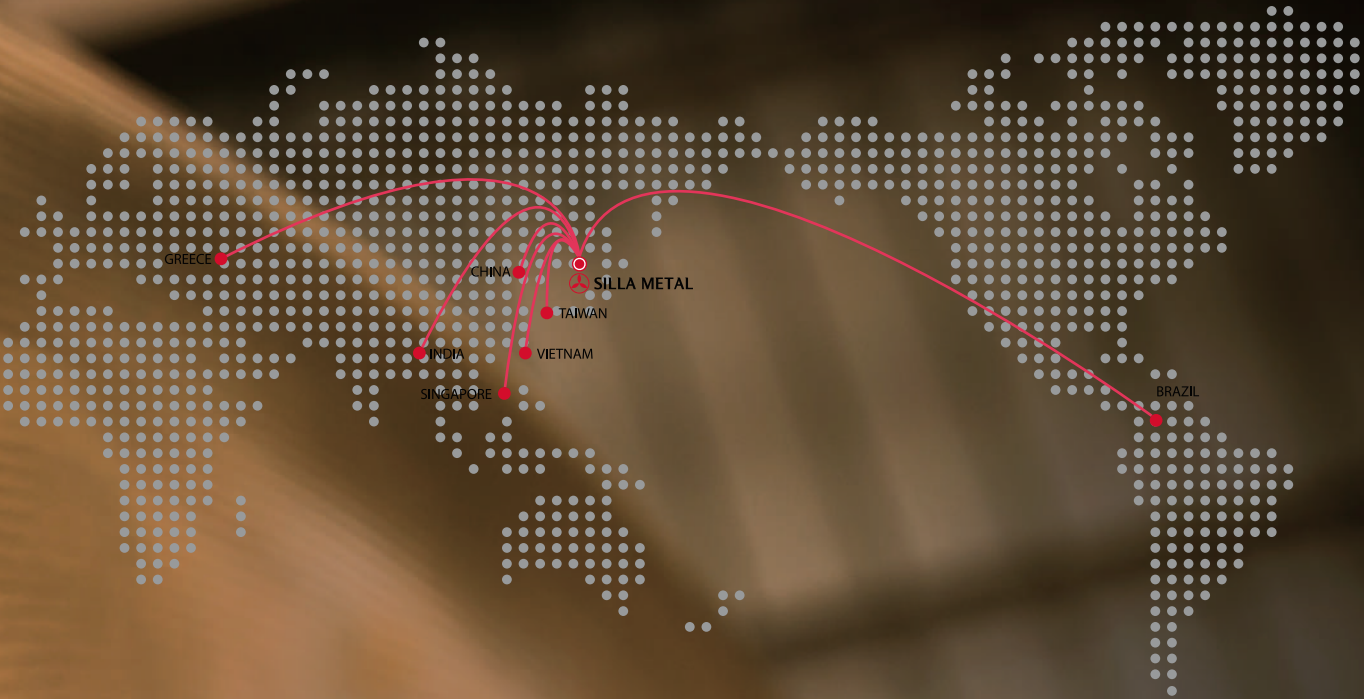 GREECE
CHINA
SILLA METAL
TAIWAN
INDIA
VIETNAM
SINGAPORE
BRAZIL